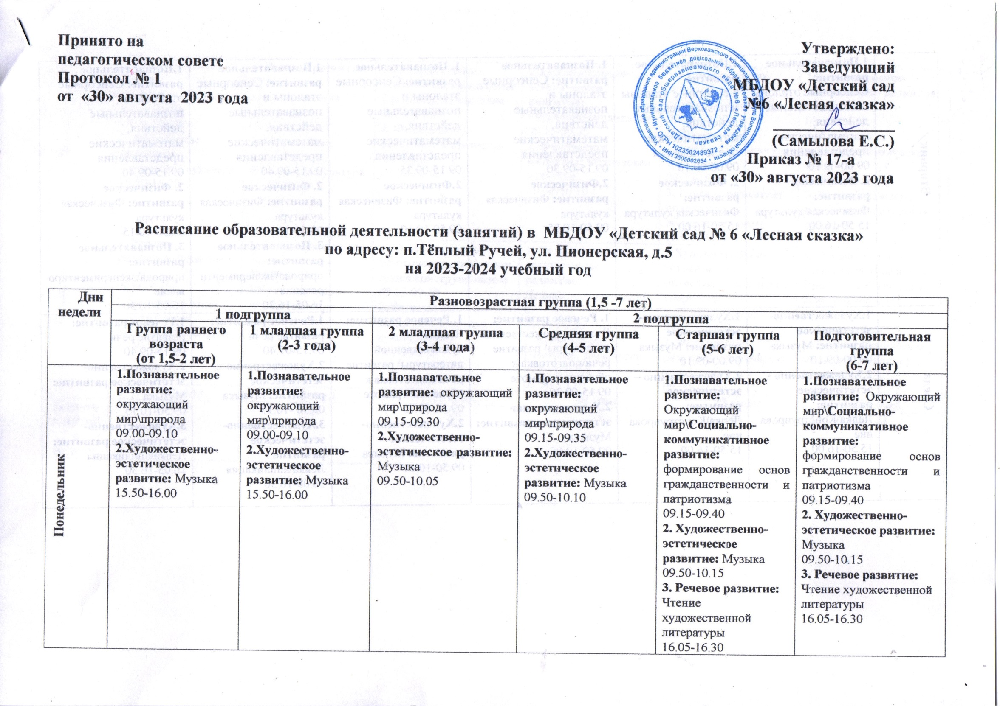 Принято на
педагогическом совете
Протокол № 1
от «30» августа 2023 года
Утверждено:
Заведующий
МБДОУ «Детский сад
№6 «Лесная сказка»
(Самылова Е.С.)
Приказ № 17-а
от «30» августа 2023 года
Управление образования администрации Верховажского муниципального округа Вологодской области • ИНН 3505002654 •
Муниципальное бюджетное дошкольное образовательное учреждение • ОГРН 1023502489372 •
«Детский сад общеразвивающего вида №6 «Лесная сказка» •
Расписание образовательной деятельности (занятий) в МБДОУ «Детский сад № 6 «Лесная сказка»
по адресу: п.Тёплый Ручей, ул. Пионерская, д.5
на 2023-2024 учебный год
Дни
недели
Разновозрастная группа (1,5 -7 лет)
1 подгруппа
2 подгруппа
Группа раннего
возраста
(от 1,5-2 лет)
1 младшая группа
(2-3 года)
2 младшая группа
(3-4 года)
Средняя группа
(4-5 лет)
Старшая группа
(5-6 лет)
Подготовительная
группа
(6-7 лет)
Понедельник
1.Познавательное
развитие:
окружающий
мир\природа
09.00-09.10
2.Художественно-
эстетическое
развитие: Музыка
15.50-16.00
1.Познавательное
развитие:
окружающий
мир\природа
09.00-09.10
2.Художественно-
эстетическое
развитие: Музыка
15.50-16.00
1.Познавательное
развитие: окружающий
мир\природа
09.15-09.30
2.Художественно-
эстетическое развитие:
Музыка
09.50-10.05
1.Познавательное
развитие:
окружающий
мир\природа
09.15-09.35
2.Художественно-
эстетическое
развитие: Музыка
09.50-10.10
1.Познавательное
развитие:
Окружающий
мир\Социально-
коммуникативное
развитие:
формирование основ
гражданственности и
патриотизма
09.15-09.40
2. Художественно-
эстетическое
развитие: Музыка
09.50-10.15
3. Речевое развитие:
Чтение
художественной
литературы
16.05-16.30
1.Познавательное
развитие: Окружающий
мир\Социально-
коммуникативное
развитие:
формирование основ
гражданственности и
патриотизма
09.15-09.40
2. Художественно-
эстетическое развитие:
Музыка
09.50-10.15
3. Речевое развитие:
Чтение художественной
литературы
16.05-16.30